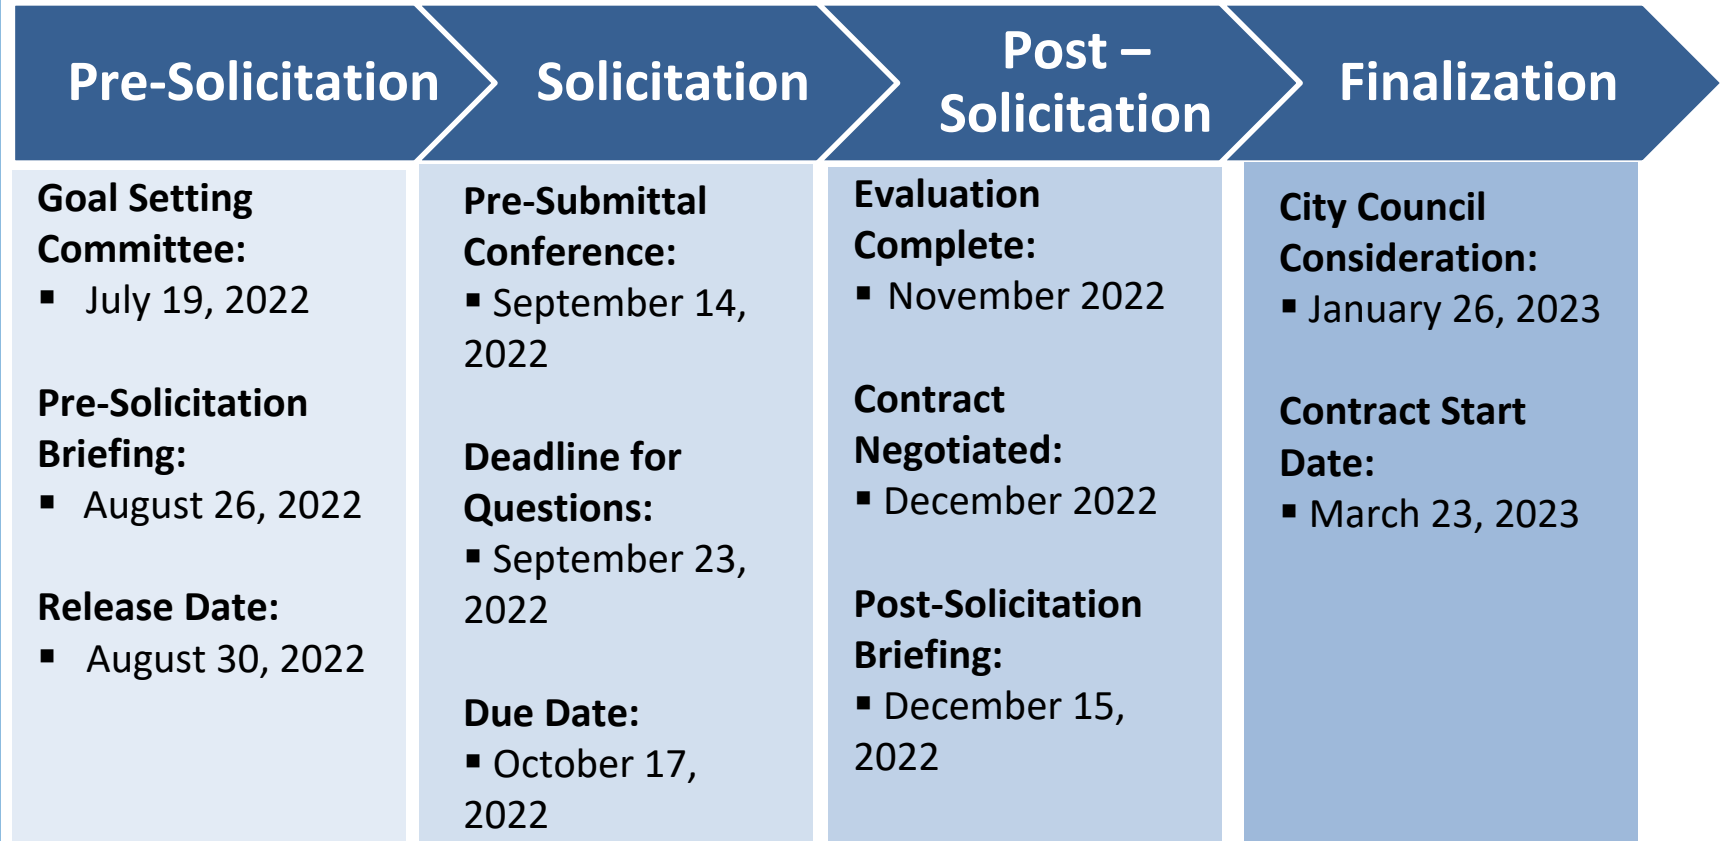 Pre-Solicitation
Solicitation
Post –
Solicitation
Finalization
Goal Setting
Committee:
▪ July 19, 2022
Pre-Solicitation
Briefing:
▪ August 26, 2022
Release Date:
▪ August 30, 2022
Pre-Submittal
Conference:
▪ September 14,
2022
Deadline for
Questions:
▪ September 23,
2022
Due Date:
▪ October 17,
2022
Evaluation
Complete:
▪ November 2022
Contract
Negotiated:
▪ December 2022
Post-Solicitation
Briefing:
▪ December 15,
2022
City Council
Consideration:
▪ January 26, 2023
Contract Start
Date:
▪ March 23, 2023